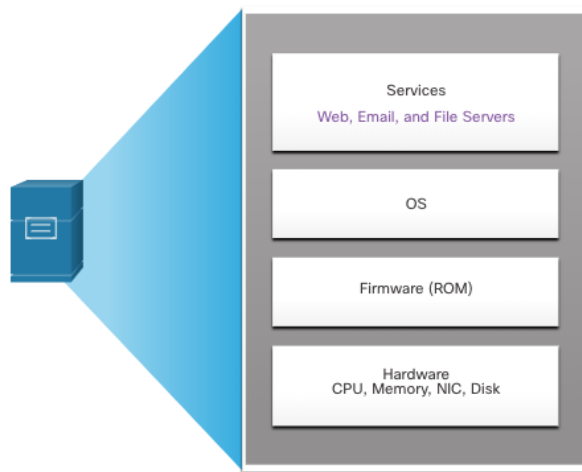 Services
Web, Email, and File Servers
OS
Firmware (ROM)
Hardware
CPU, Memory, NIC, Disk